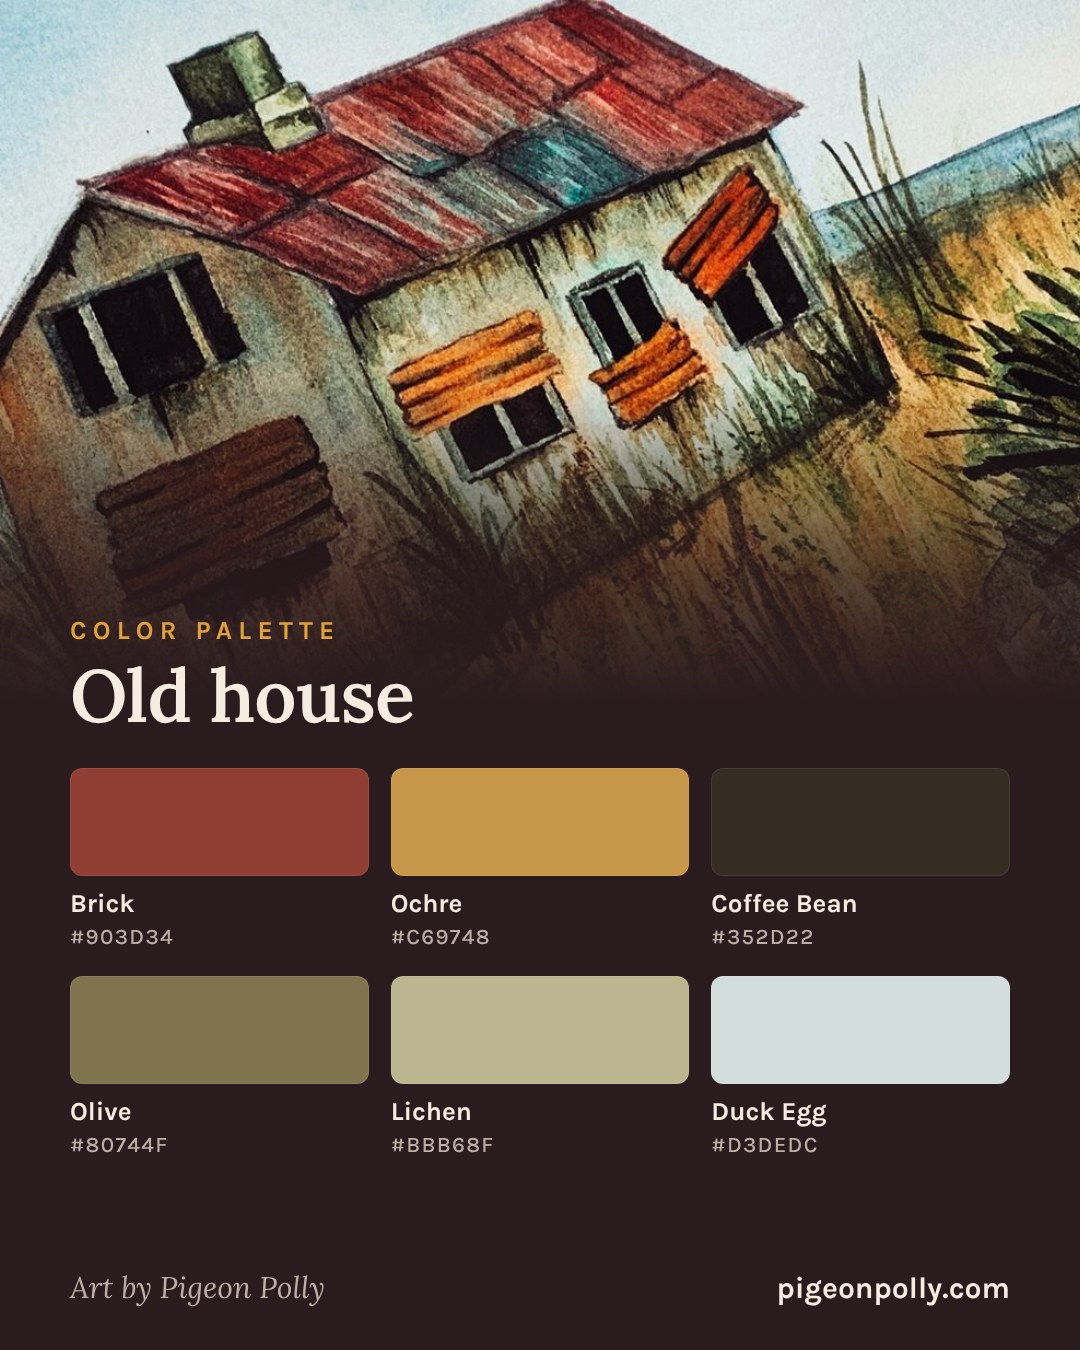 COLOR PALETTE
Old house
Brick
#903D34
Ochre
#C69748
Coffee Bean
#352D22
Olive
#80744F
Lichen
#BBB68F
Duck Egg
#D3DEDC
Art by Pigeon Polly
pigeonpolly.com